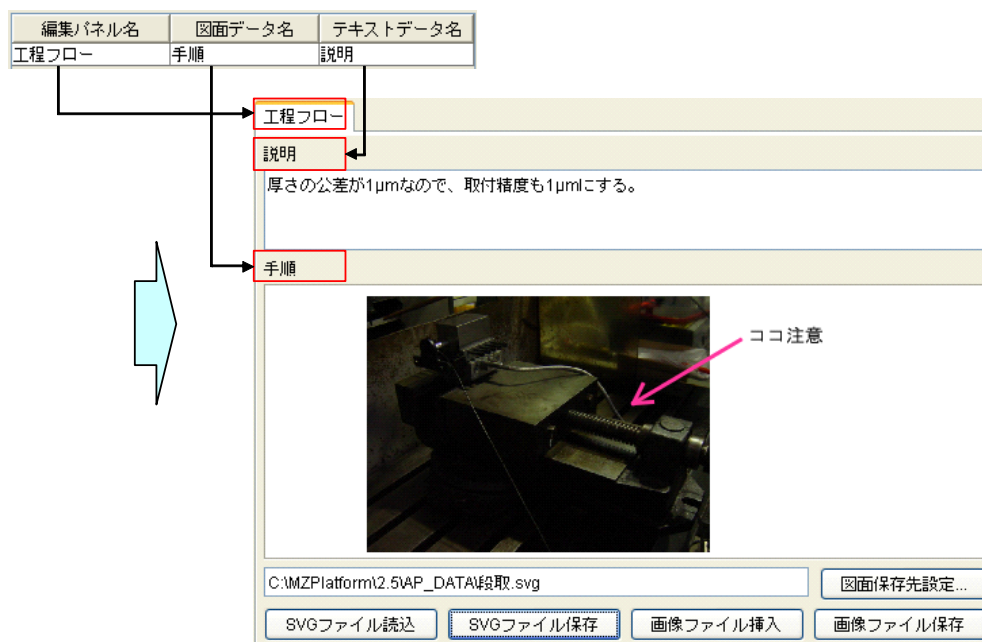 編集パネル名 図面データ名 テキストデータ名
工程フロー 手順 説明
工程フロー
説明
厚さの公差が1μmなので、取付精度も1μmlにする。
手順
ココ注意
C:\MZPlatform\2.5\AP_DATA\段取.svg 図面保存先設定...
SVGファイル読込 SVGファイル保存 画像ファイル挿入 画像ファイル保存